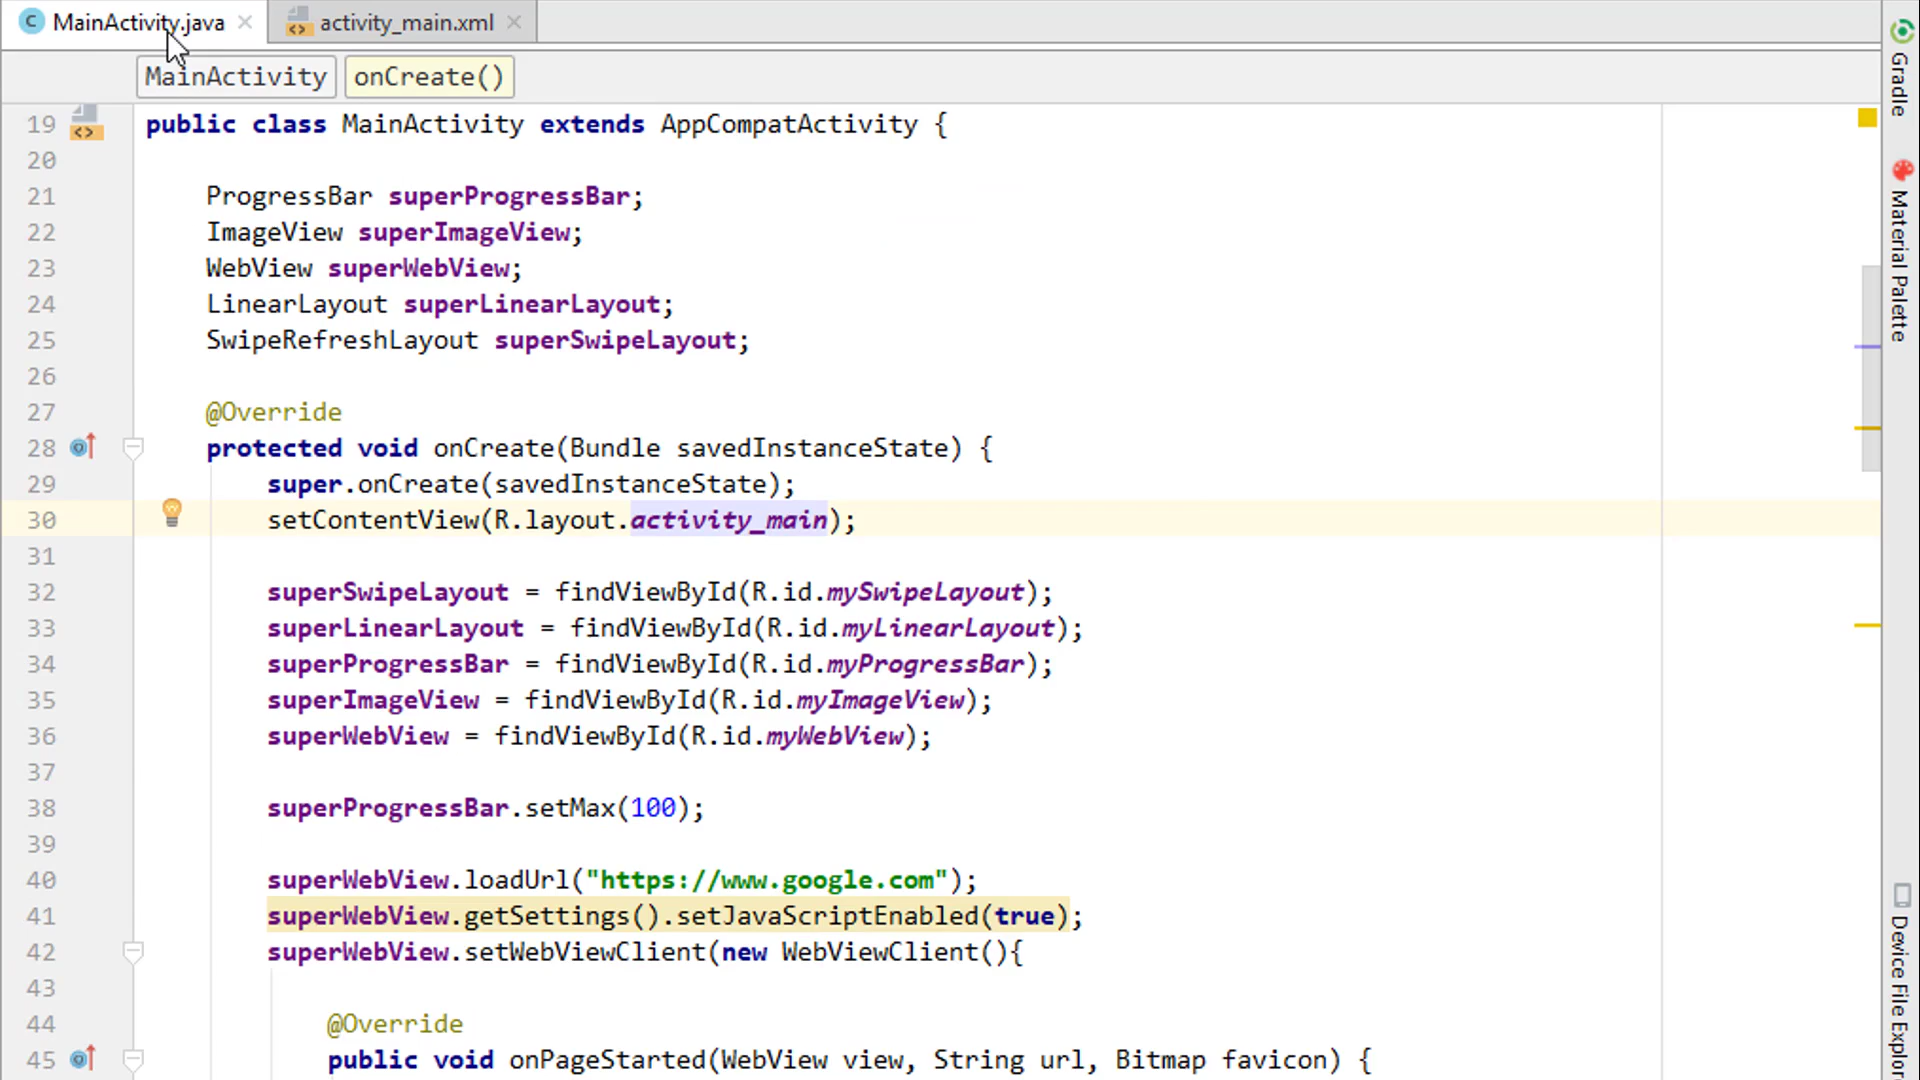 MainActivity.java
activity_main.xml
MainActivity
onCreate()
19 public class MainActivity extends AppCompatActivity {
20
21 ProgressBar superProgressBar;
22 ImageView superImageView;
23 WebView superWebView;
24 LinearLayout superLinearLayout;
25 SwipeRefreshLayout superSwipeLayout;
26
27 @Override
28 protected void onCreate(Bundle savedInstanceState) {
29 super.onCreate(savedInstanceState);
30 setContentView(R.layout.activity_main);
31
32 superSwipeLayout = findViewById(R.id.mySwipeLayout);
33 superLinearLayout = findViewById(R.id.myLinearLayout);
34 superProgressBar = findViewById(R.id.myProgressBar);
35 superImageView = findViewById(R.id.myImageView);
36 superWebView = findViewById(R.id.myWebView);
37
38 superProgressBar.setMax(100);
39
40 superWebView.loadUrl("https://www.google.com");
41 superWebView.getSettings().setJavaScriptEnabled(true);
42 superWebView.setWebViewClient(new WebViewClient(){
43
44 @Override
45 public void onPageStarted(WebView view, String url, Bitmap favicon) {
Gradle
Material Palette
Device File Explor